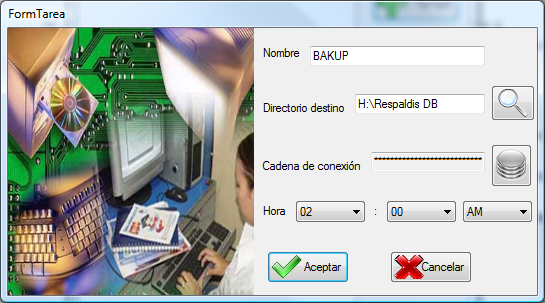 FormTarea
Nombre BAKUP
Directorio destino H:\Respaldis DB
Cadena de conexión ********************************
Hora 02 : 00 AM
Aceptar Cancelar